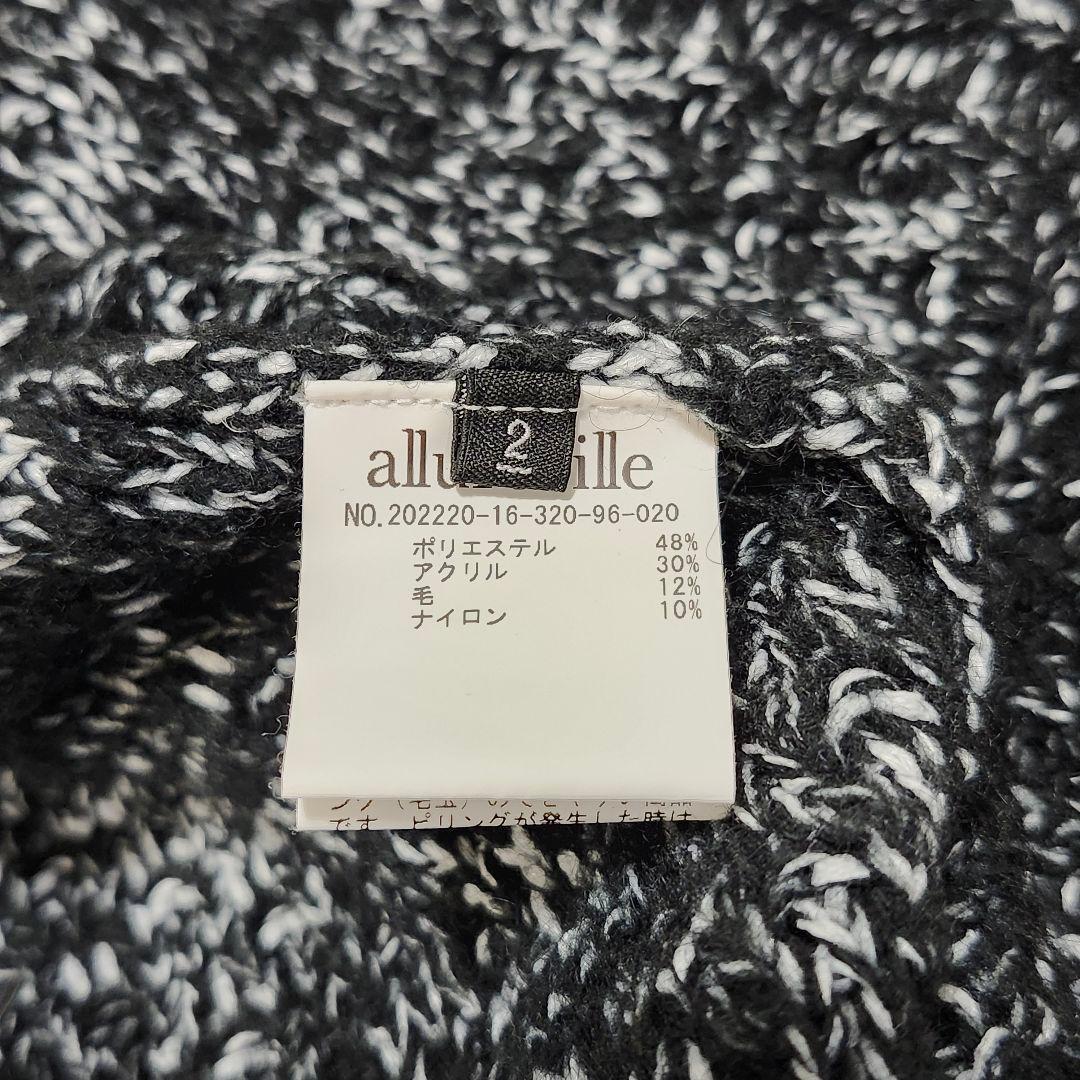 2
allu ille
NO.202220-16-320-96-020
ポリエステル 48%
アクリル 30%
毛 12%
ナイロン 10%
です。ピリングが発生した時は